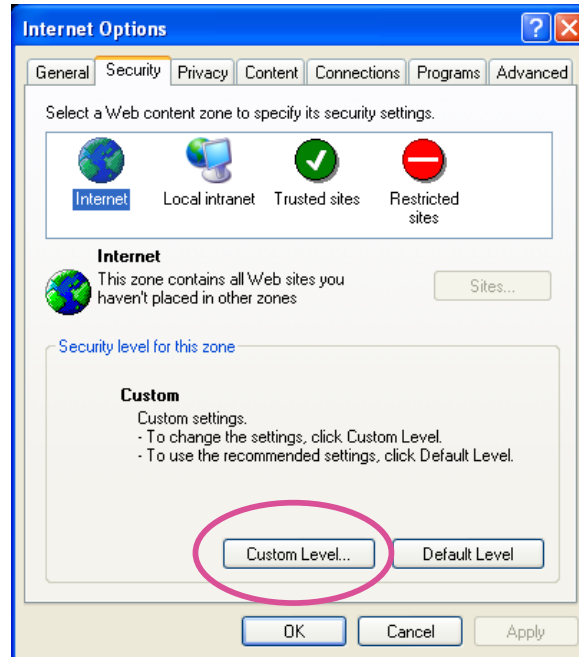 Internet Options
General Security Privacy Content Connections Programs Advanced
Select a Web content zone to specify its security settings.
Internet Local intranet Trusted sites Restricted
sites
Internet
This zone contains all Web sites you
haven't placed in other zones
Sites...
Security level for this zone
Custom
Custom settings.
- To change the settings, click Custom Level.
- To use the recommended settings, click Default Level.
Custom Level... Default Level
OK Cancel Apply